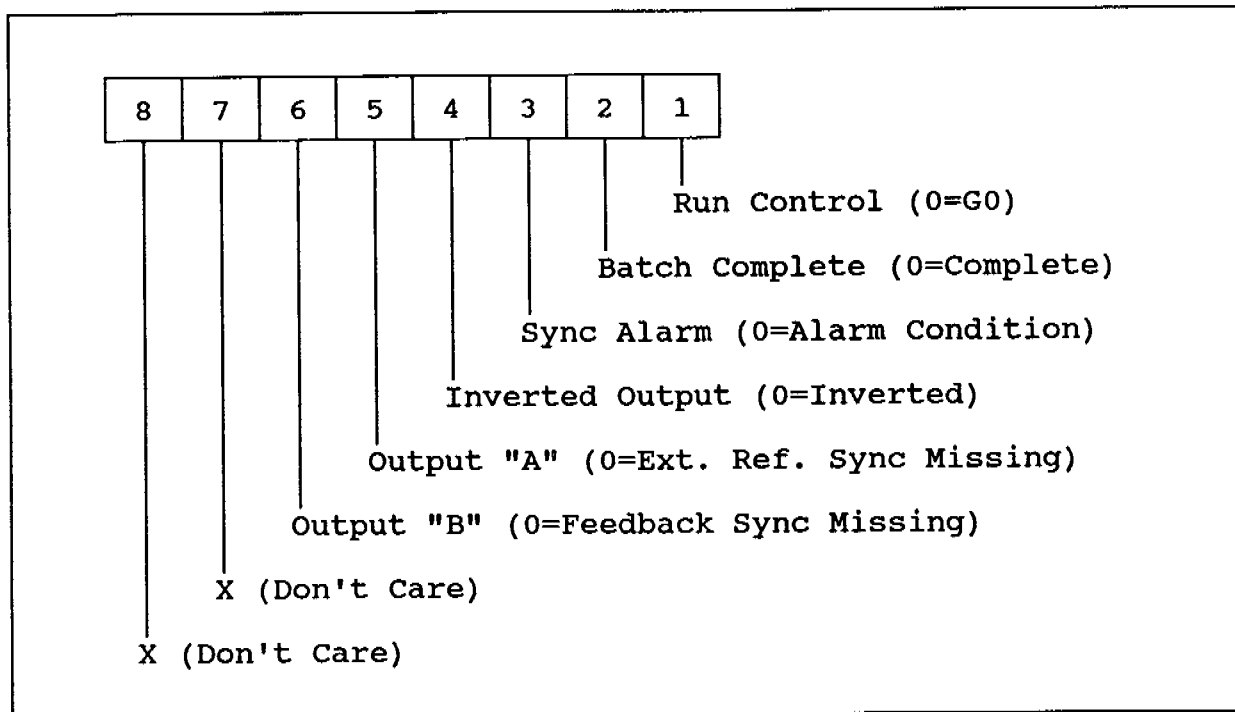 8 7 6 5 4 3 2 1
Run Control (0=G0)
Batch Complete (0=Complete)
Sync Alarm (0=Alarm Condition)
Inverted Output (0=Inverted)
Output "A" (0=Ext. Ref. Sync Missing)
Output "B" (0=Feedback Sync Missing)
X (Don't Care)
X (Don't Care)